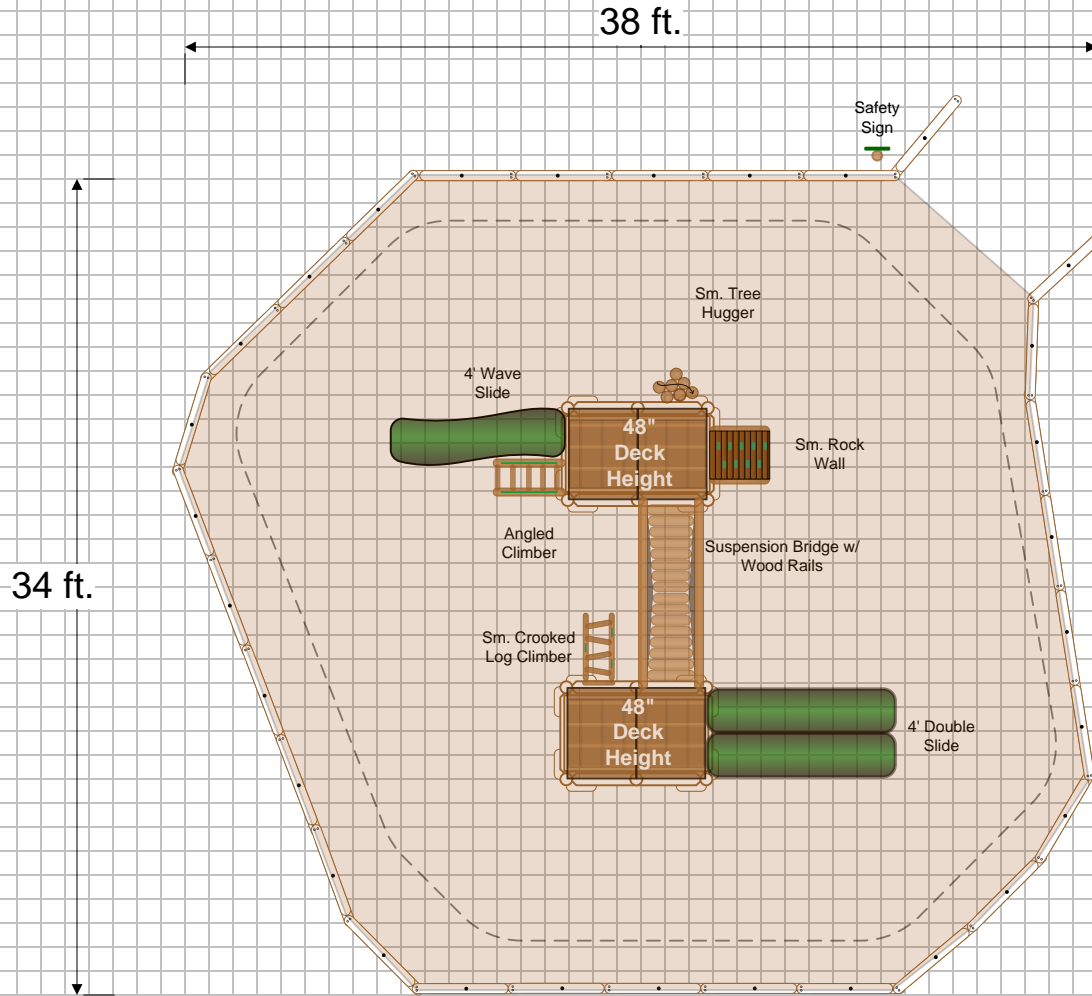 38 ft.
Safety
Sign
Sm. Tree
Hugger
4' Wave
Slide
48"
Deck
Height
Sm. Rock
Wall
Angled
Climber
Suspension Bridge w/
Wood Rails
34 ft.
Sm. Crooked
Log Climber
48"
Deck
Height
4' Double
Slide